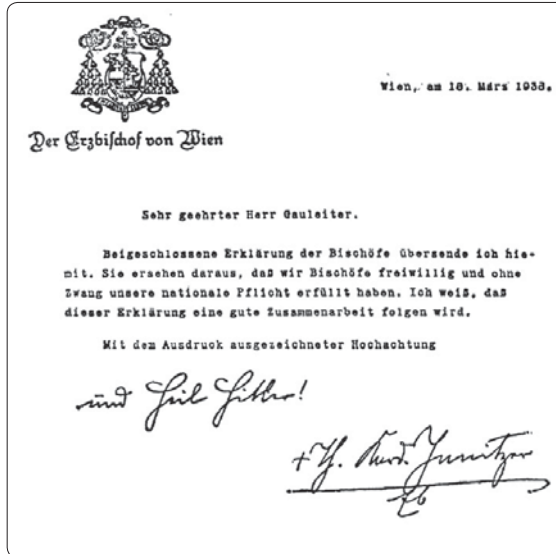 Wien, am 18. März 1938.
Der Erzbischof von Wien
Sehr geehrter Herr Gauleiter.
Beigeschlossene Erklärung der Bischöfe übersende ich hie-
mit. Sie ersehen daraus, daß wir Bischöfe freiwillig und ohne
Zwang unsere nationale Pflicht erfüllt haben. Ich weiß, daß
dieser Erklärung eine gute Zusammenarbeit folgen wird.
Mit dem Ausdruck ausgezeichneter Hochachtung
und Heil Hitler!
+ Th. Kard. Innitzer
Eb